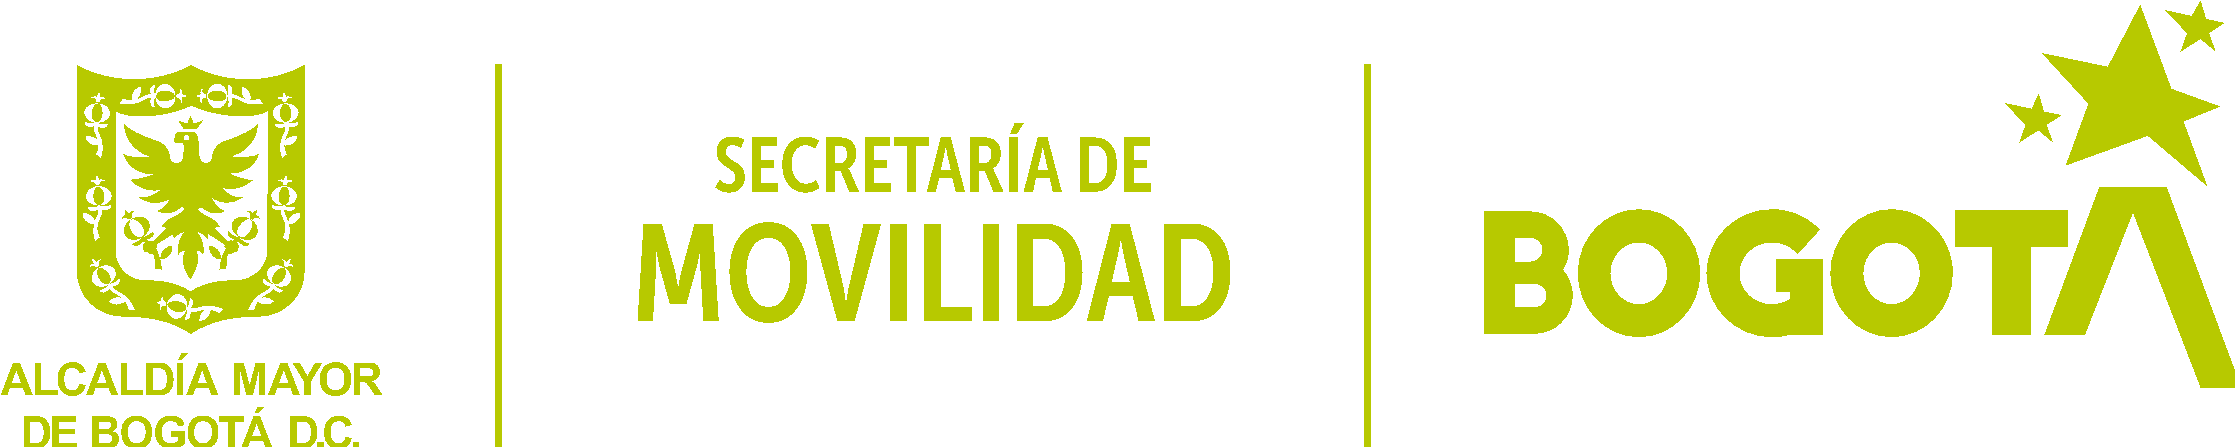 ALCALDÍA MAYOR
DE BOGOTÁ D.C.
SECRETARÍA DE
MOVILIDAD
BOGOTÁ